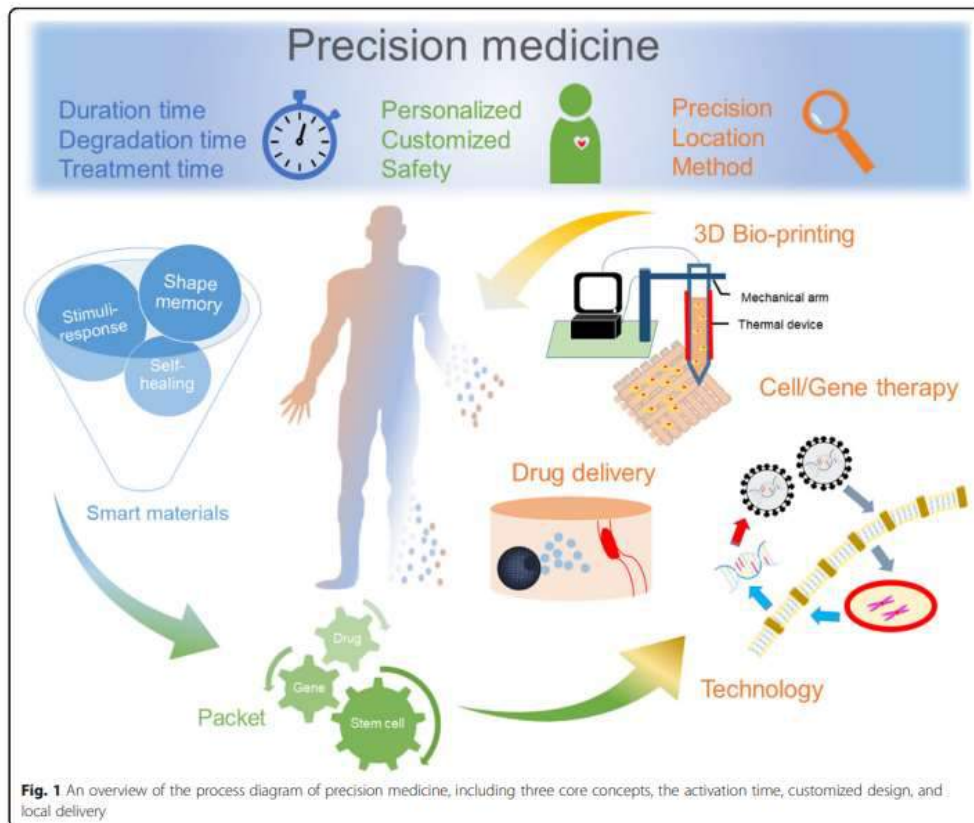 Precision medicine
Duration time
Degradation time
Treatment time
Personalized
Customized
Safety
Precision
Location
Method
3D Bio-printing
Mechanical arm
Thermal device
Shape
memory
Stimuli-
response
Self-
healing
Cell/Gene therapy
Drug delivery
Smart materials
Drug
Gene
Stem cell
Packet
Technology
Fig. 1 An overview of the process diagram of precision medicine, including three core concepts, the activation time, customized design, and
local delivery